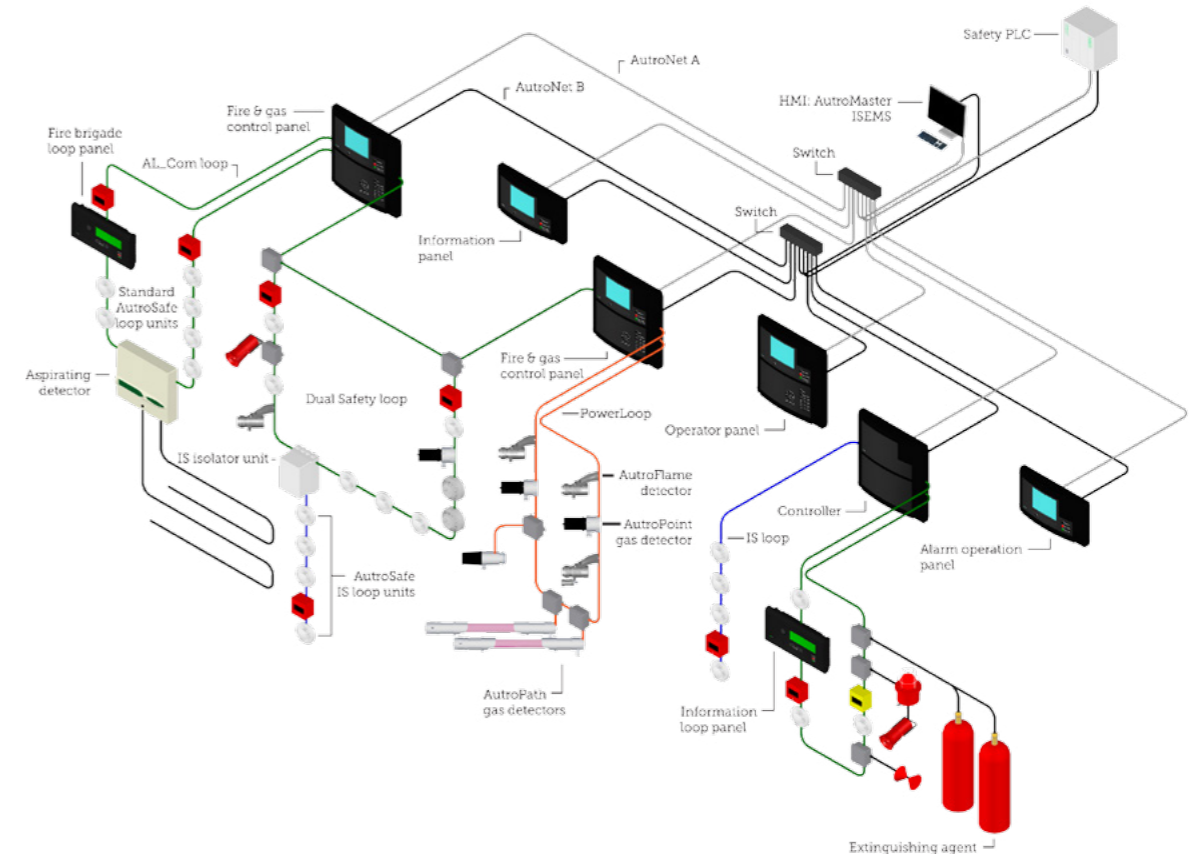 Safety PLC
AutroNet A
AutroNet B
HMI: AutroMaster
ISEMS
Fire & gas
control panel
Fire brigade
loop panel
AL_Com loop
Switch
Switch
Information
panel
Standard
AutroSafe
loop units
Fire & gas
control panel
Aspirating
detector
Dual Safety loop
PowerLoop
Operator panel
IS isolator unit
AutroFlame
detector
Controller
AutroPoint
gas detector
IS loop
Alarm operation
panel
AutroSafe
IS loop units
AutroPath
gas detectors
Information
loop panel
Extinguishing agent